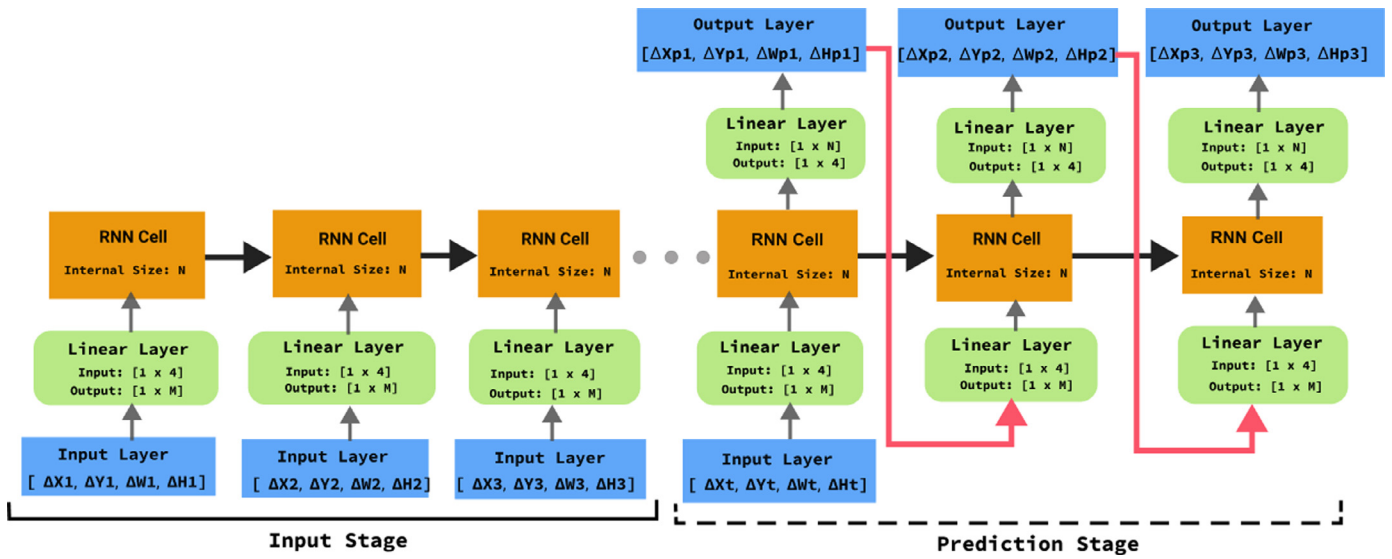 Output Layer
[ΔXp1, ΔYp1, ΔWp1, ΔHp1]
Output Layer
[ΔXp2, ΔYp2, ΔWp2, ΔHp2]
Output Layer
[ΔXp3, ΔYp3, ΔWp3, ΔHp3]
Linear Layer
Input: [1 x N]
Output: [1 x 4]
Linear Layer
Input: [1 x N]
Output: [1 x 4]
Linear Layer
Input: [1 x N]
Output: [1 x 4]
RNN Cell
Internal Size: N
RNN Cell
Internal Size: N
RNN Cell
Internal Size: N
RNN Cell
Internal Size: N
RNN Cell
Internal Size: N
RNN Cell
Internal Size: N
Linear Layer
Input: [1 x 4]
Output: [1 x M]
Linear Layer
Input: [1 x 4]
Output: [1 x M]
Linear Layer
Input: [1 x 4]
Output: [1 x M]
Linear Layer
Input: [1 x 4]
Output: [1 x M]
Linear Layer
Input: [1 x 4]
Output: [1 x M]
Linear Layer
Input: [1 x 4]
Output: [1 x M]
Input Layer
[ ΔX1, ΔY1, ΔW1, ΔH1]
Input Layer
[ ΔX2, ΔY2, ΔW2, ΔH2]
Input Layer
[ ΔX3, ΔY3, ΔW3, ΔH3]
Input Layer
[ ΔXt, ΔYt, ΔWt, ΔHt]
Input Stage
Prediction Stage